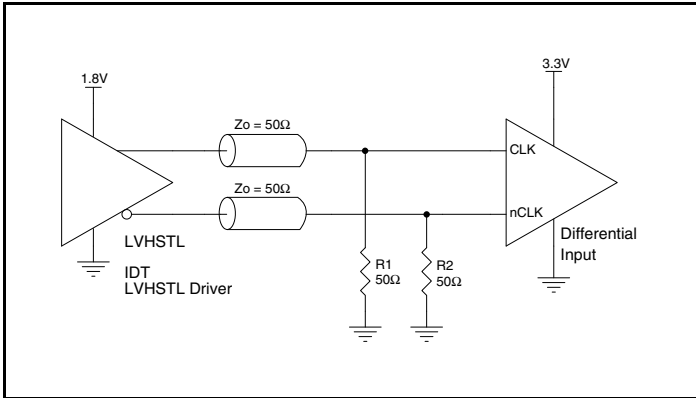 1.8V
3.3V
Zo = 50Ω
CLK
Zo = 50Ω
nCLK
LVHSTL
IDT
LVHSTL Driver
R1
50Ω
R2
50Ω
Differential
Input